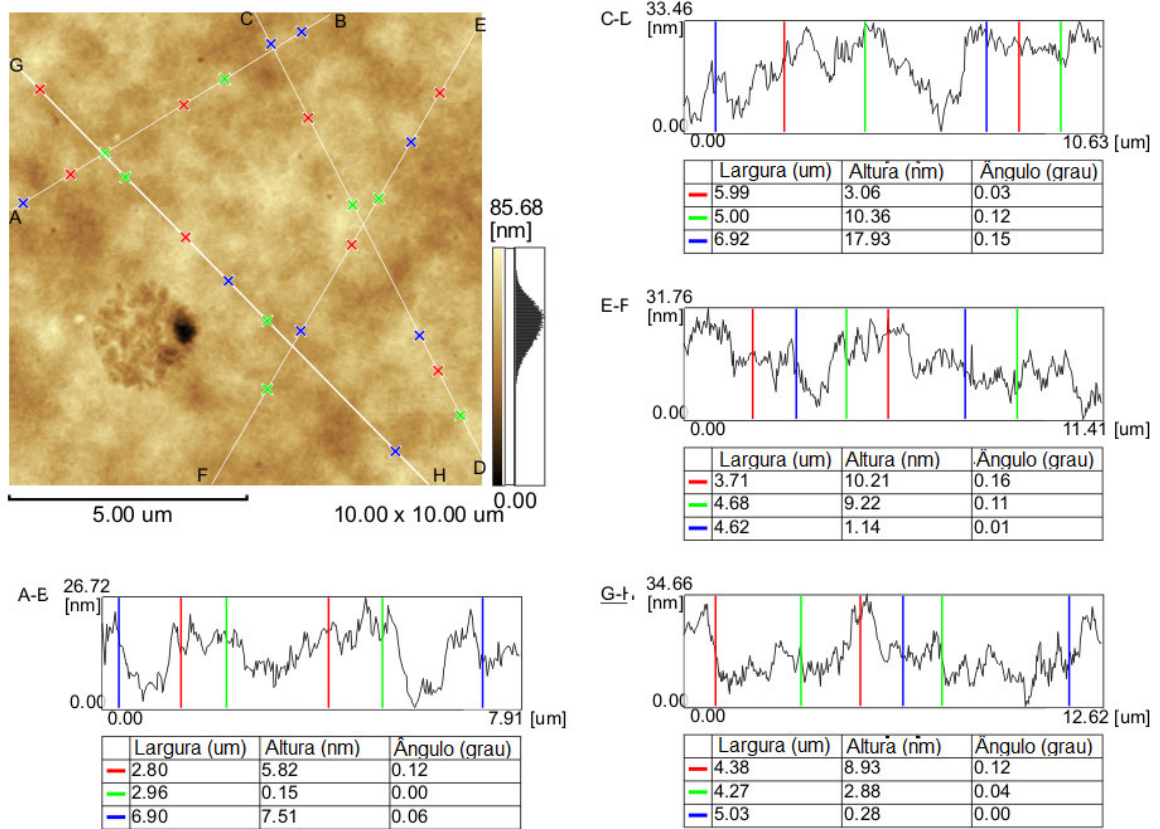 C
B
E
G
A
F
H
D
85.68
[nm]
0.00
5.00 um
10.00 x 10.00 um
C-D
33.46
[nm]
0.00
0.00
10.63 [um]
Largura (um) Altura (nm) Ângulo (grau)
5.99 3.06 0.03
5.00 10.36 0.12
6.92 17.93 0.15
E-F
31.76
[nm]
0.00
0.00
11.41 [um]
Largura (um) Altura (nm) Ângulo (grau)
3.71 10.21 0.16
4.68 9.22 0.11
4.62 1.14 0.01
A-B
26.72
[nm]
0.00
0.00
7.91 [um]
Largura (um) Altura (nm) Ângulo (grau)
2.80 5.82 0.12
2.96 0.15 0.00
6.90 7.51 0.06
G-H
34.66
[nm]
0.00
0.00
12.62 [um]
Largura (um) Altura (nm) Ângulo (grau)
4.38 8.93 0.12
4.27 2.88 0.04
5.03 0.28 0.00